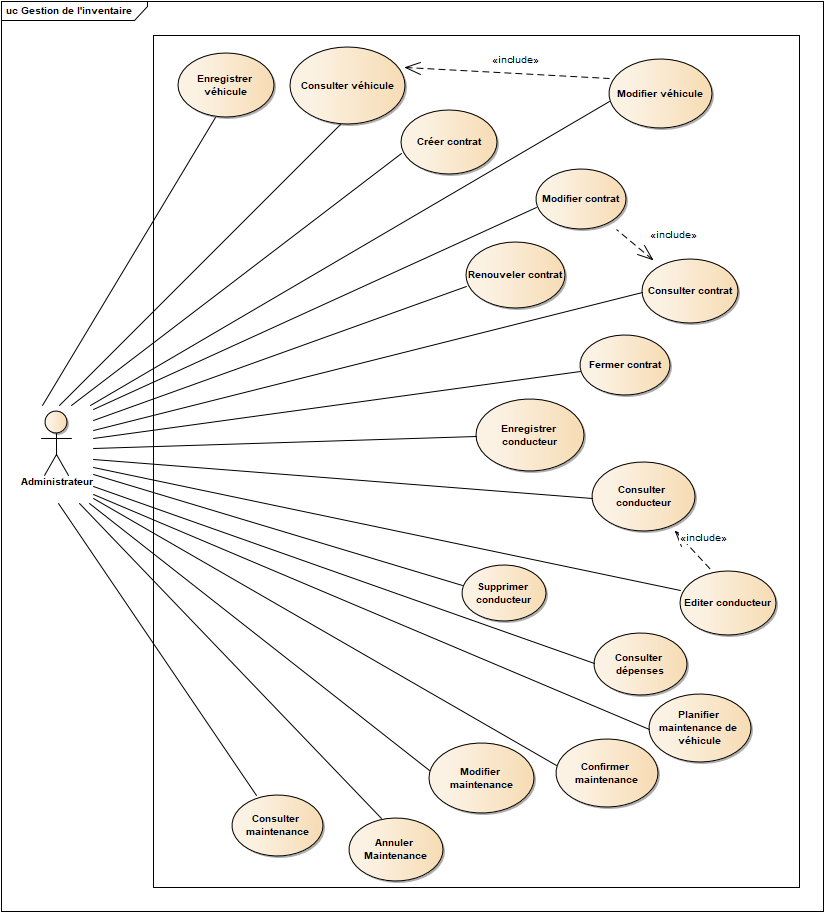 uc Gestion de l'inventaire
«include»
Enregistrer
véhicule
Consulter véhicule
Modifier véhicule
Créer contrat
Modifier contrat
«include»
Renouveler contrat
Consulter contrat
Fermer contrat
Enregistrer
conducteur
Administrateur
Consulter
conducteur
«include»
Supprimer
conducteur
Editer conducteur
Consulter
dépenses
Planifier
maintenance de
véhicule
Modifier
maintenance
Confirmer
maintenance
Consulter
maintenance
Annuler
Maintenance